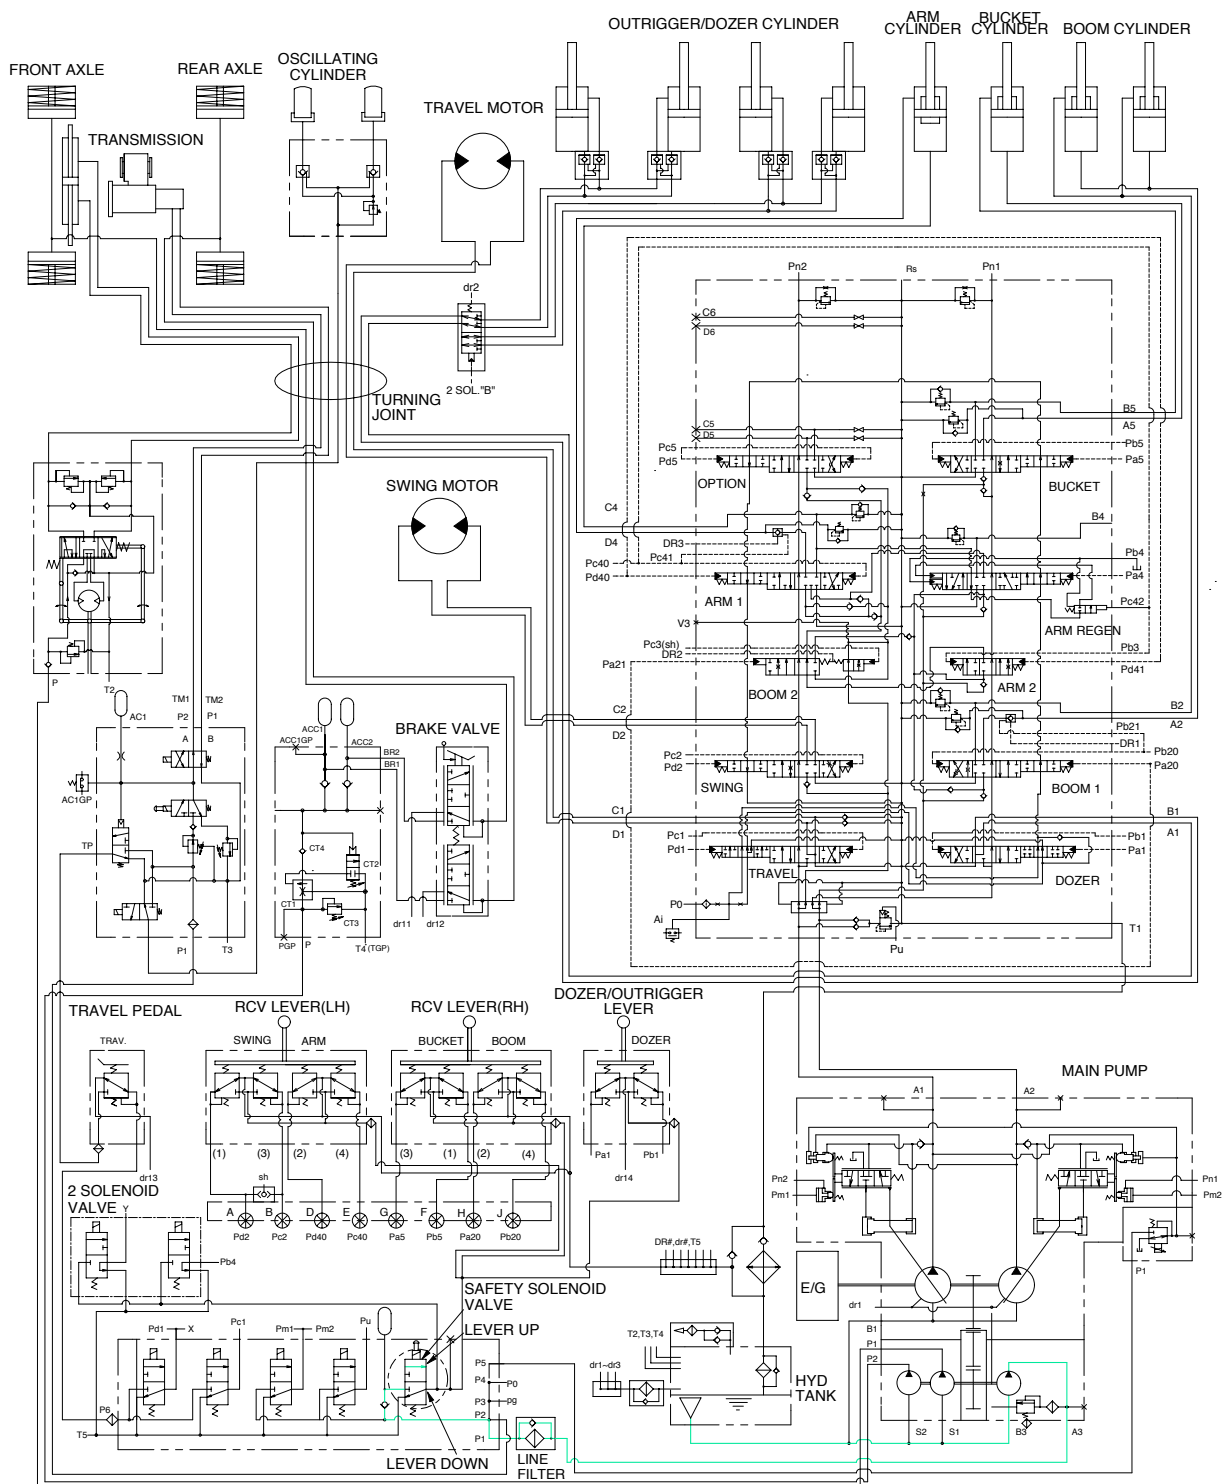 OUTRIGGER/DOZER CYLINDER
ARM
CYLINDER
BUCKET
CYLINDER
BOOM CYLINDER
FRONT AXLE
REAR AXLE
OSCILLATING
CYLINDER
TRAVEL MOTOR
TRANSMISSION
dr2
2 SOL."B"
TURNING
JOINT
SWING MOTOR
Pn2
Rs
Pn1
C6
D6
C5
D5
Pc5
Pd5
OPTION
B5
A5
Pb5
Pa5
BUCKET
C4
D4
DR3
Pc41
Pc40
Pd40
ARM 1
B4
Pb4
Pa4
Pc42
ARM REGEN
V3
Pc3(sh)
DR2
Pa21
BOOM 2
Pb3
Pd41
ARM 2
C2
D2
Pc2
Pd2
SWING
B2
A2
Pb21
DR1
Pb20
Pa20
BOOM 1
C1
D1
Pc1
Pd1
TRAVEL
B1
A1
Pb1
Pa1
DOZER
P0
Ai
Pu
T1
P
T2
AC1
TM1
TM2
P2
P1
A
B
AC1GP
TP
P1
T3
ACC1
ACC1GP
ACC2
BR2
BR1
BRAKE VALVE
CT4
CT2
CT1
CT3
PGP
P
T4(TGP)
dr11
dr12
TRAVEL PEDAL
TRAV.
dr13
RCV LEVER(LH)
SWING
ARM
(1)
(3)
(2)
(4)
RCV LEVER(RH)
BUCKET
BOOM
(3)
(1)
(2)
(4)
DOZER/OUTRIGGER
LEVER
DOZER
Pa1
Pb1
dr14
sh
A
B
D
E
G
F
H
J
Pd2
Pc2
Pd40
Pc40
Pa5
Pb5
Pa20
Pb20
2 SOLENOID
VALVE
Y
Pb4
SAFETY SOLENOID
VALVE
LEVER UP
LEVER DOWN
Pd1
X
Pc1
Pm1
Pm2
Pu
P6
T5
P5
P4
P0
P3
pg
P2
P1
LINE
FILTER
DR#,dr#,T5
T2,T3,T4
dr1~dr3
HYD
TANK
MAIN PUMP
A1
A2
Pn2
Pm1
Pn1
Pm2
P1
E/G
dr1
B1
P1
P2
S2
S1
B3
A3